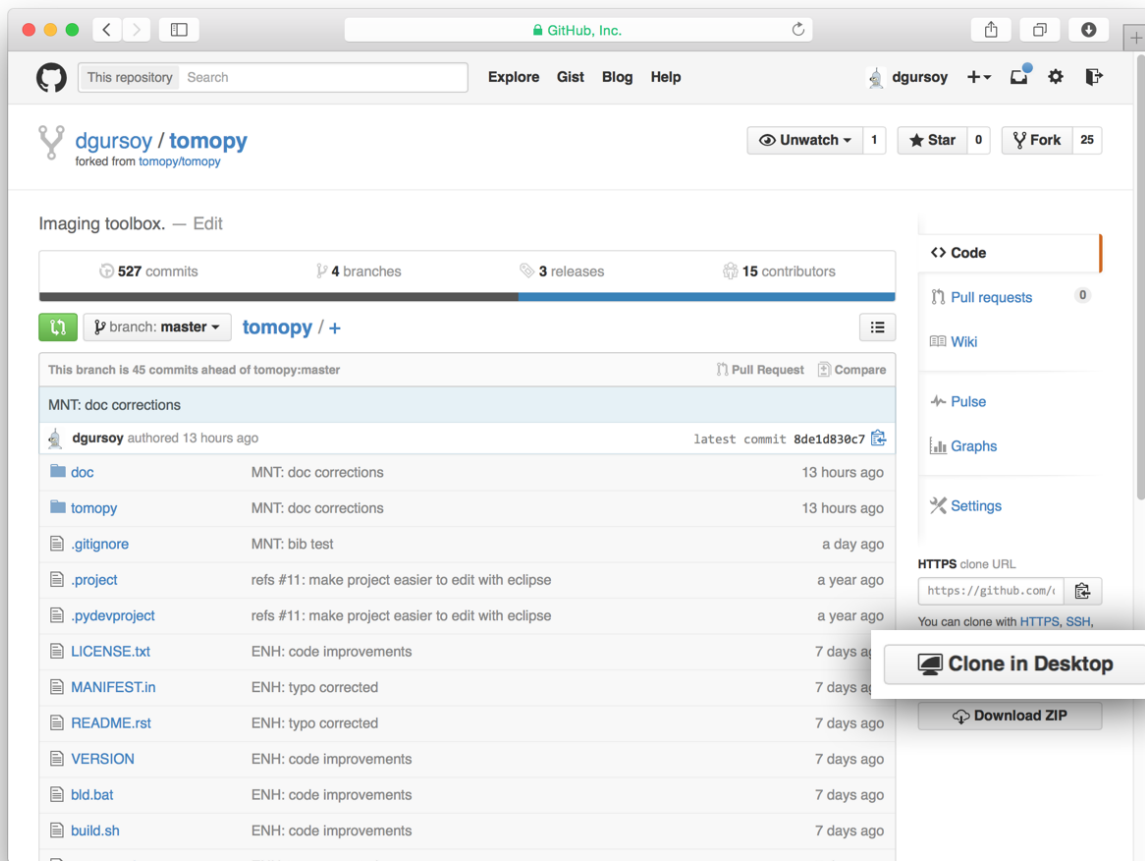 GitHub, Inc.
This repository Search Explore Gist Blog Help dgursoy
dgursoy / tomopy
forked from tomopy/tomopy
Unwatch 1 Star 0 Fork 25
Imaging toolbox. — Edit
527 commits 4 branches 3 releases 15 contributors
branch: master tomopy / +
This branch is 45 commits ahead of tomopy:master Pull Request Compare
MNT: doc corrections
dgursoy authored 13 hours ago latest commit 8de1d830c7
doc MNT: doc corrections 13 hours ago
tomopy MNT: doc corrections 13 hours ago
.gitignore MNT: bib test a day ago
.project refs #11: make project easier to edit with eclipse a year ago
.pydevproject refs #11: make project easier to edit with eclipse a year ago
LICENSE.txt ENH: code improvements 7 days
MANIFEST.in ENH: typo corrected 7 days
README.rst ENH: typo corrected 7 days ago
VERSION ENH: code improvements 7 days ago
bld.bat ENH: code improvements 7 days ago
build.sh ENH: code improvements 7 days ago
Code
Pull requests 0
Wiki
Pulse
Graphs
Settings
HTTPS clone URL
https://github.com/
You can clone with HTTPS, SSH,
Clone in Desktop
Download ZIP